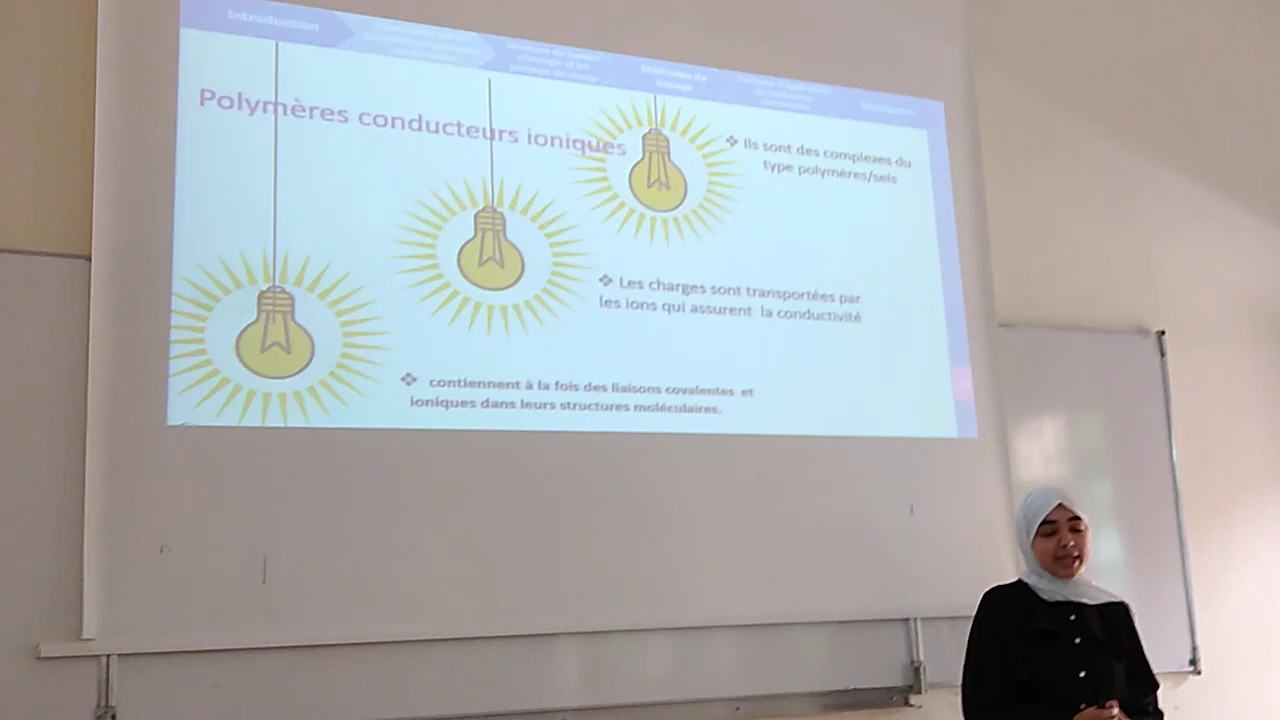 Introduction
Polymères conducteurs ioniques
❖ Ils sont des complexes du
type polymères/sels
❖ Les charges sont transportées par
les ions qui assurent la conductivité
❖ contiennent à la fois des liaisons covalentes et
ioniques dans leurs structures moléculaires.